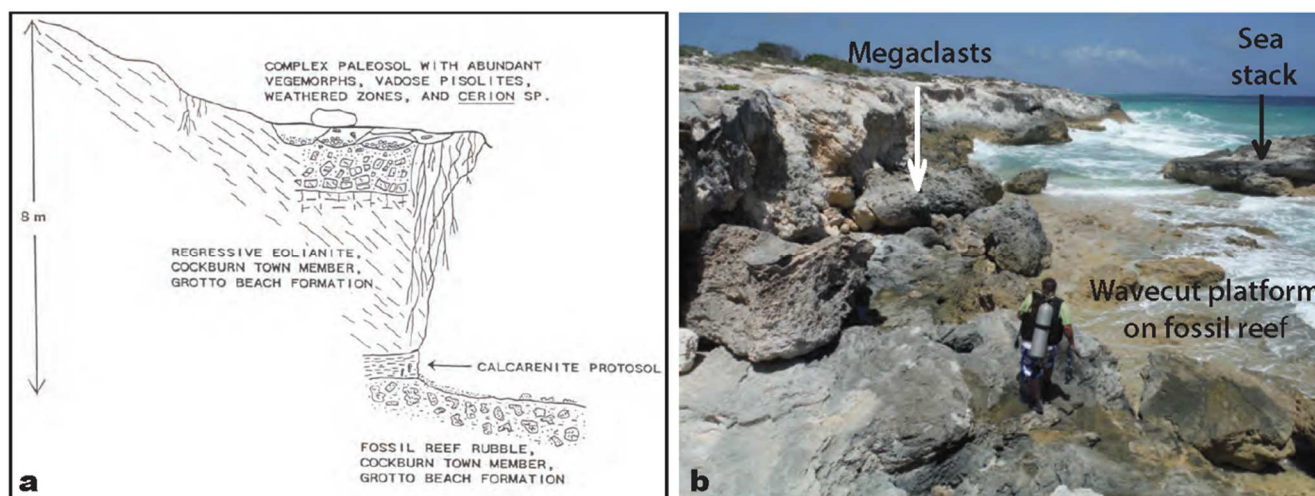 COMPLEX PALEOSOL WITH ABUNDANT
VEGEMORPHS, VADOSE PISOLITES,
WEATHERED ZONES, AND CERION SP.
8 m
REGRESSIVE EOLIANITE,
COCKBURN TOWN MEMBER,
GROTTO BEACH FORMATION
CALCARENITE PROTOSOL
FOSSIL REEF RUBBLE,
COCKBURN TOWN MEMBER,
GROTTO BEACH FORMATION
a
Megaclasts
Sea
stack
Wavecut platform
on fossil reef
b